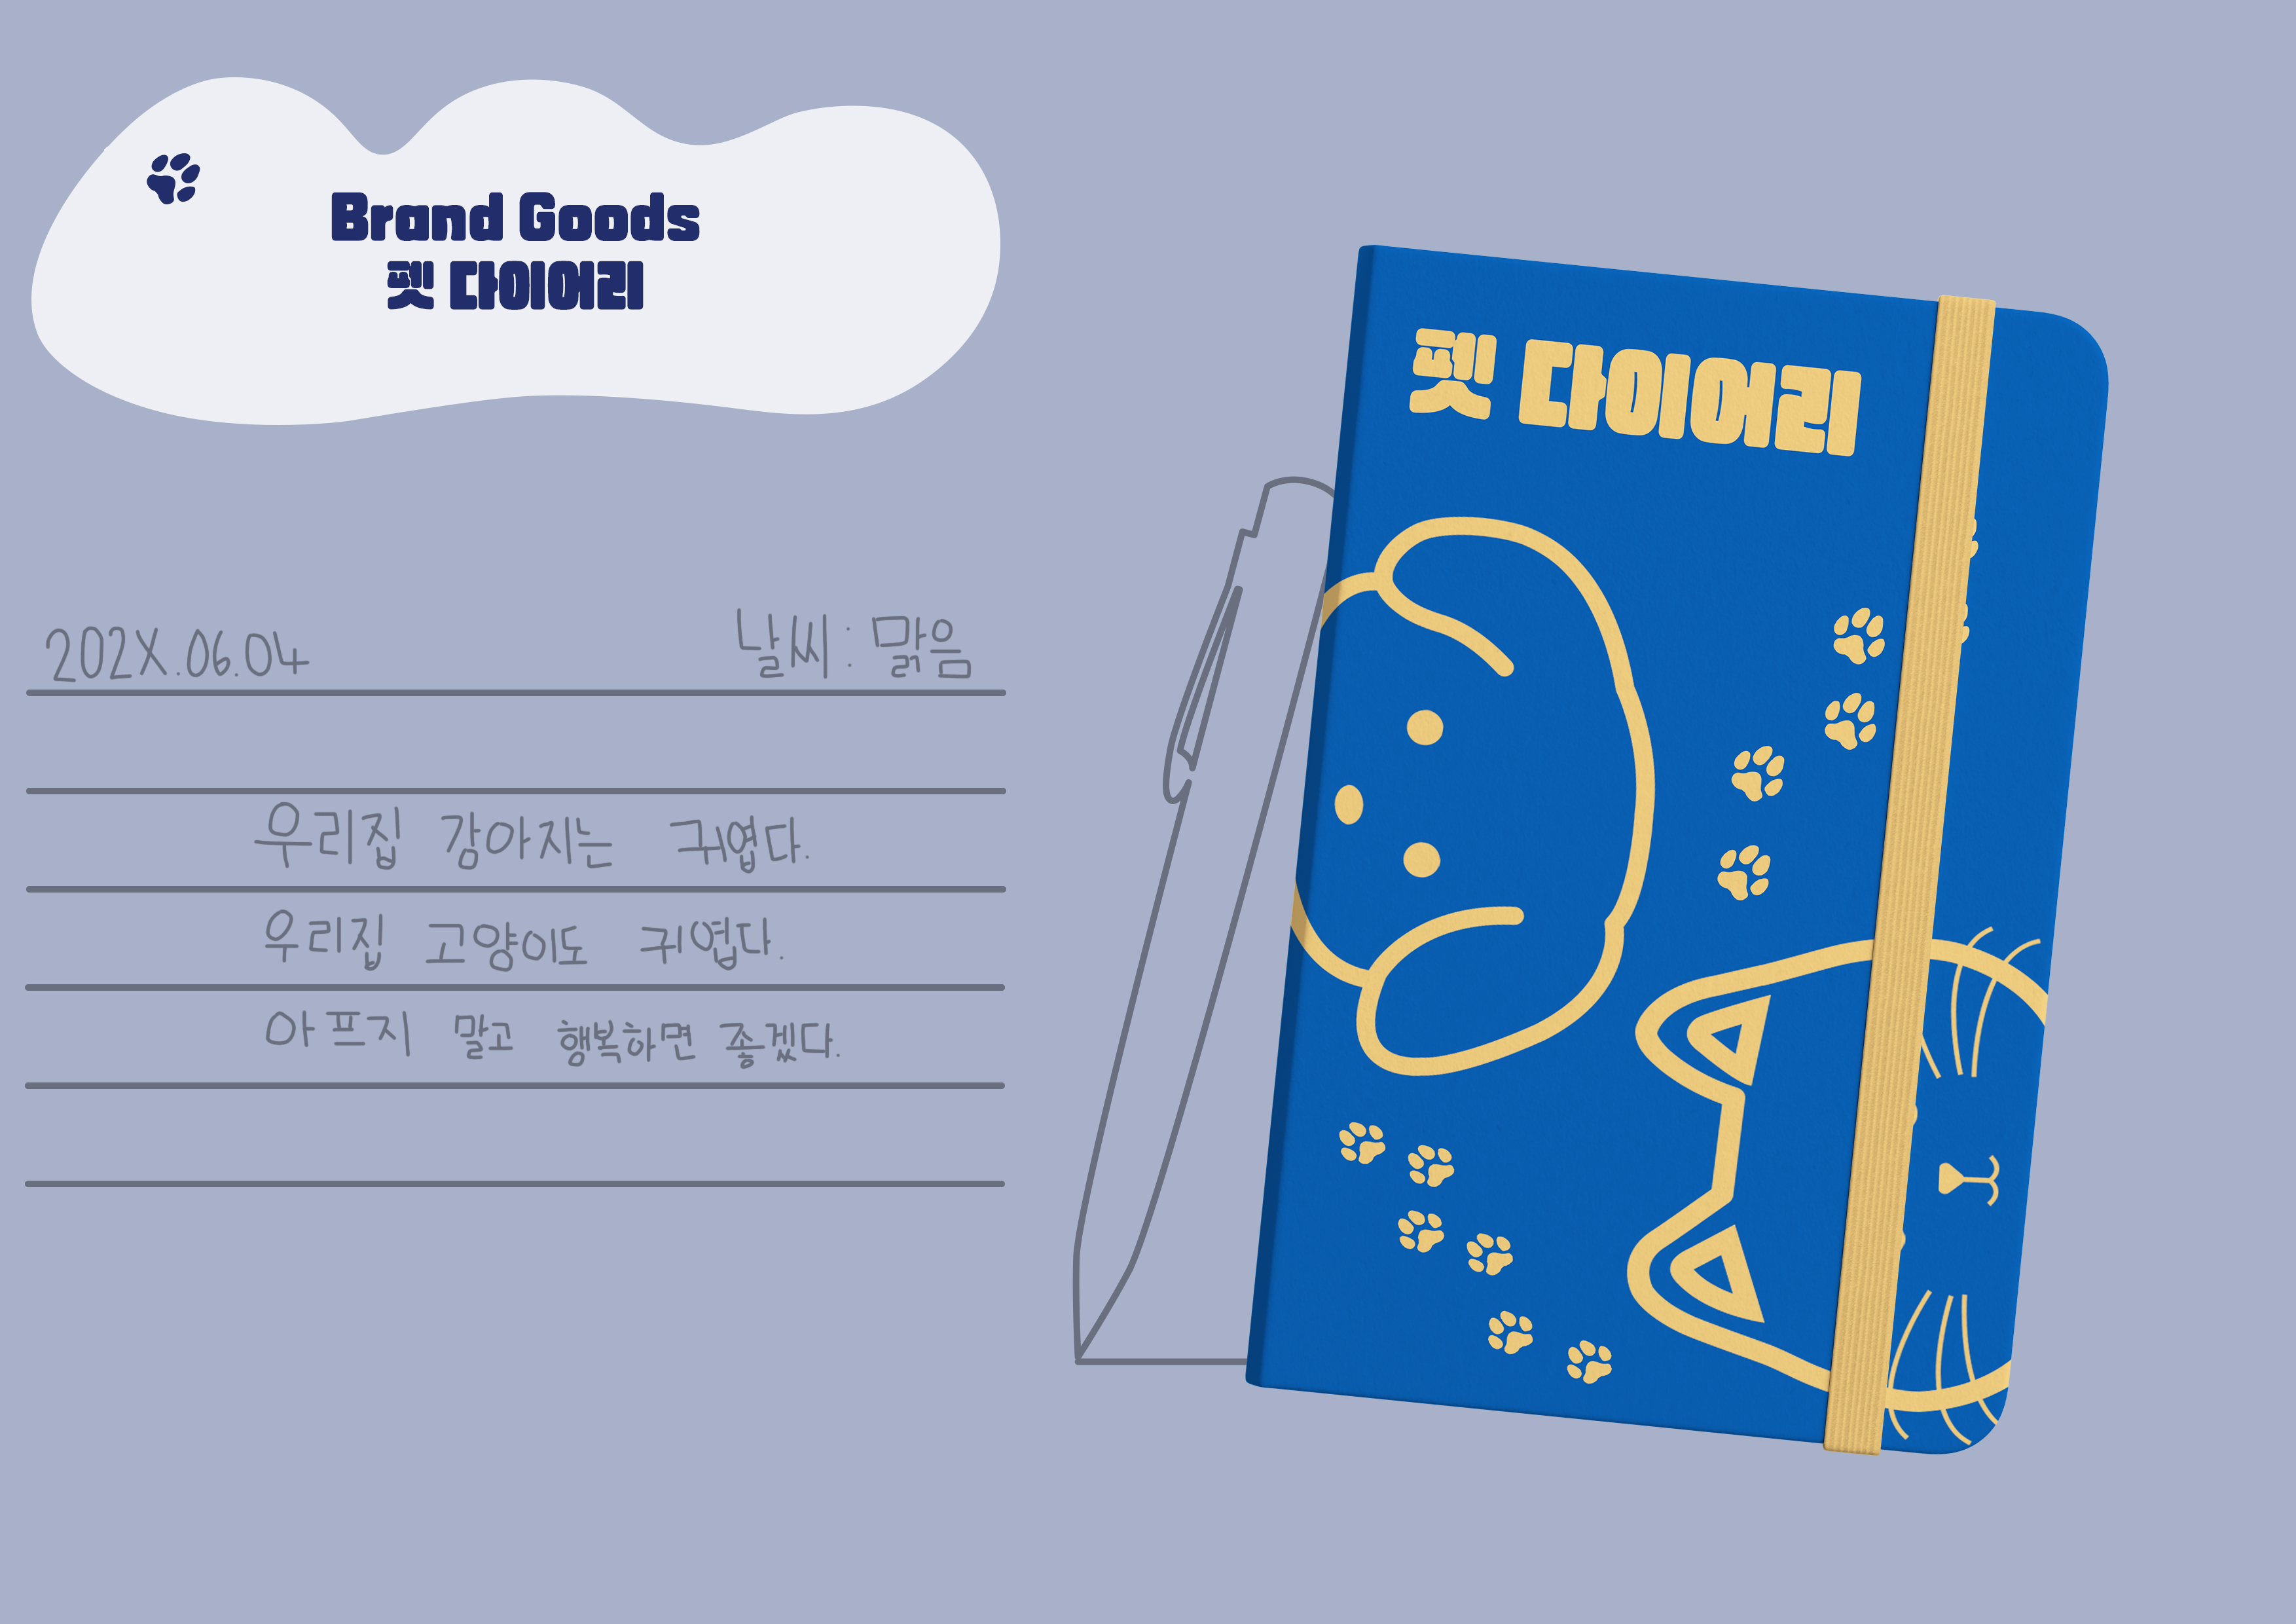 Brand Goods
펫 다이어리
펫 다이어리
202X.06.04 날씨 : 맑음
우리집 강아지는 귀엽다.
우리집 고양이도 귀엽다.
아프지 말고 행복하면 좋겠다.